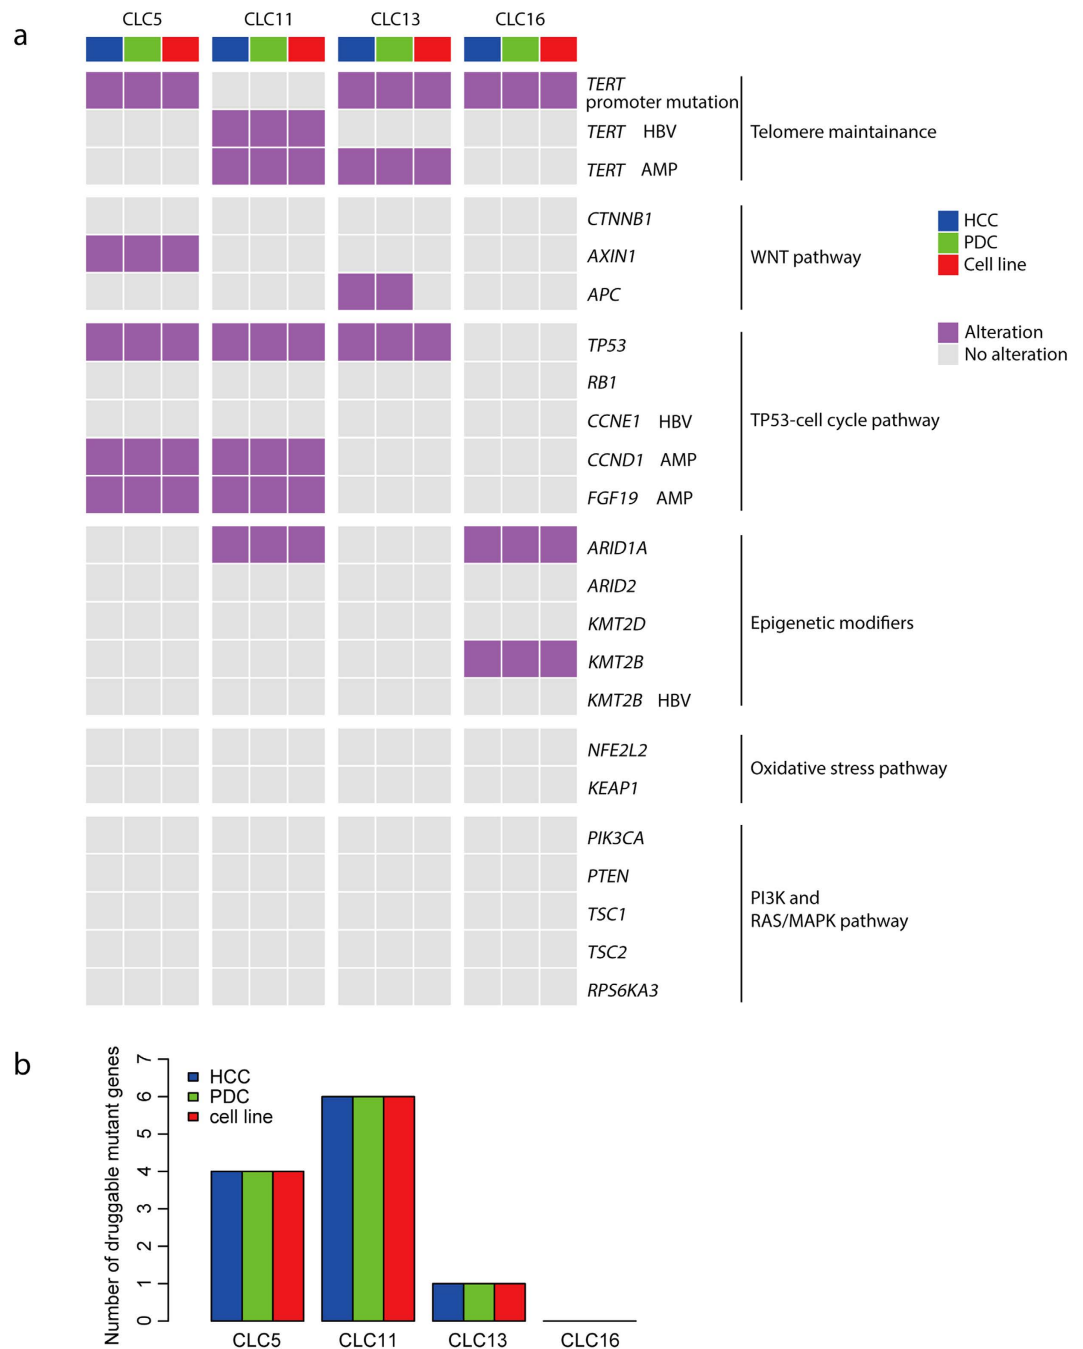 a
CLC5 CLC11 CLC13 CLC16
TERT
promoter mutation
TERT HBV
TERT AMP
Telomere maintainance
CTNNB1
AXIN1
APC
WNT pathway
HCC
PDC
Cell line
Alteration
No alteration
TP53
RB1
CCNE1 HBV
CCND1 AMP
FGF19 AMP
TP53-cell cycle pathway
ARID1A
ARID2
KMT2D
KMT2B
KMT2B HBV
Epigenetic modifiers
NFE2L2
KEAP1
Oxidative stress pathway
PIK3CA
PTEN
TSC1
TSC2
RPS6KA3
PI3K and
RAS/MAPK pathway
b
Number of druggable mutant genes
7
6
5
4
3
2
1
0
HCC
PDC
cell line
CLC5 CLC11 CLC13 CLC16